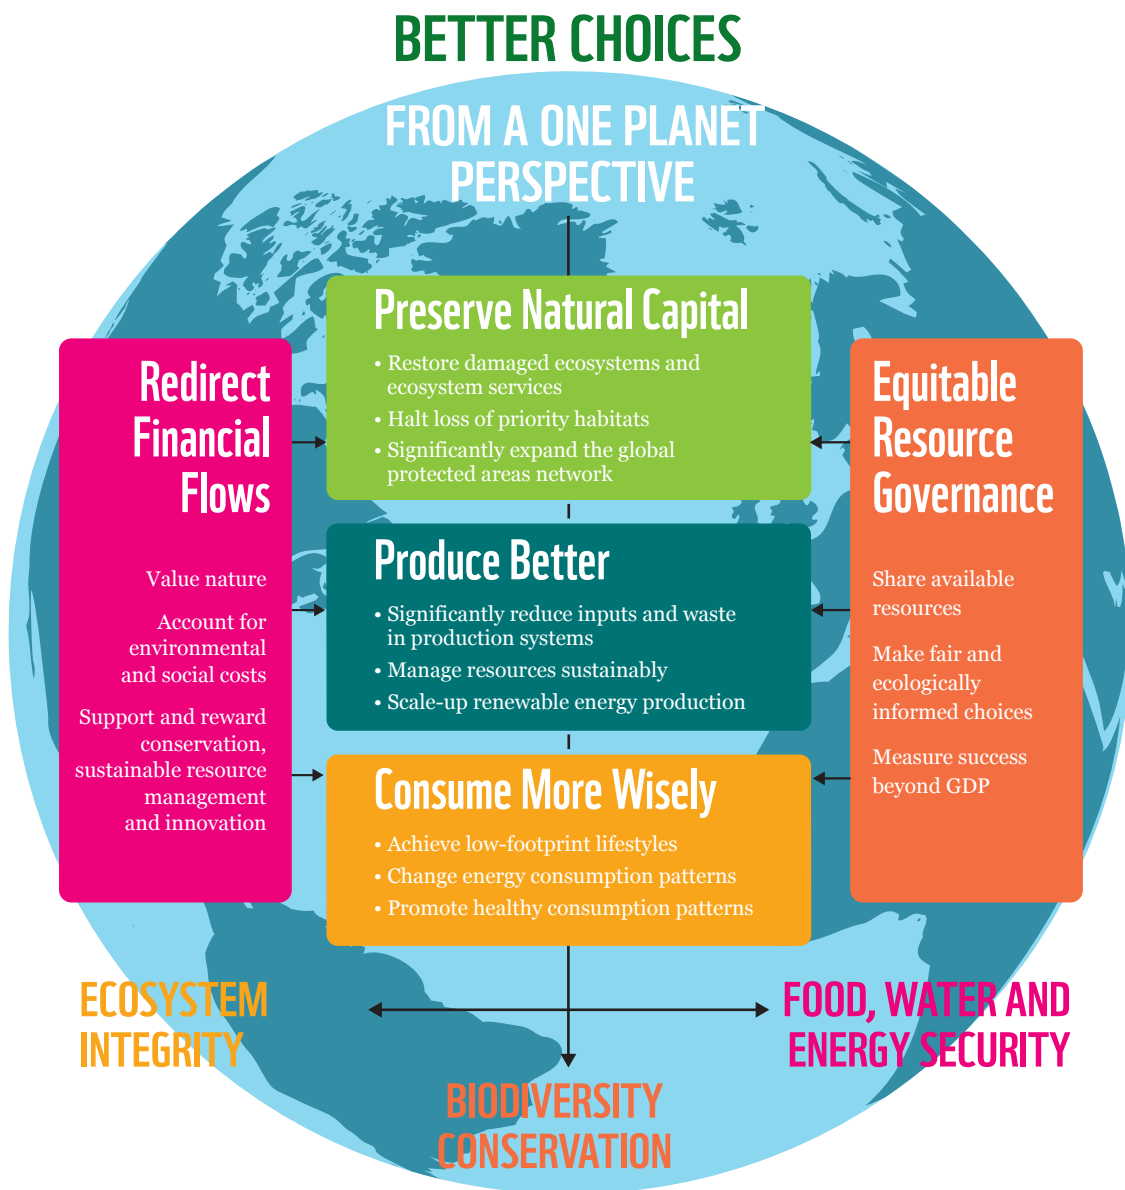 BETTER CHOICES
FROM A ONE PLANET
PERSPECTIVE
Preserve Natural Capital
• Restore damaged ecosystems and
ecosystem services
• Halt loss of priority habitats
• Significantly expand the global
protected areas network
Redirect
Financial
Flows
Value nature
Account for
environmental
and social costs
Support and reward
conservation,
sustainable resource
management
and innovation
Produce Better
• Significantly reduce inputs and waste
in production systems
• Manage resources sustainably
• Scale-up renewable energy production
Equitable
Resource
Governance
Share available
resources
Make fair and
ecologically
informed choices
Measure success
beyond GDP
Consume More Wisely
• Achieve low-footprint lifestyles
• Change energy consumption patterns
• Promote healthy consumption patterns
ECOSYSTEM
INTEGRITY
FOOD, WATER AND
ENERGY SECURITY
BIODIVERSITY
CONSERVATION